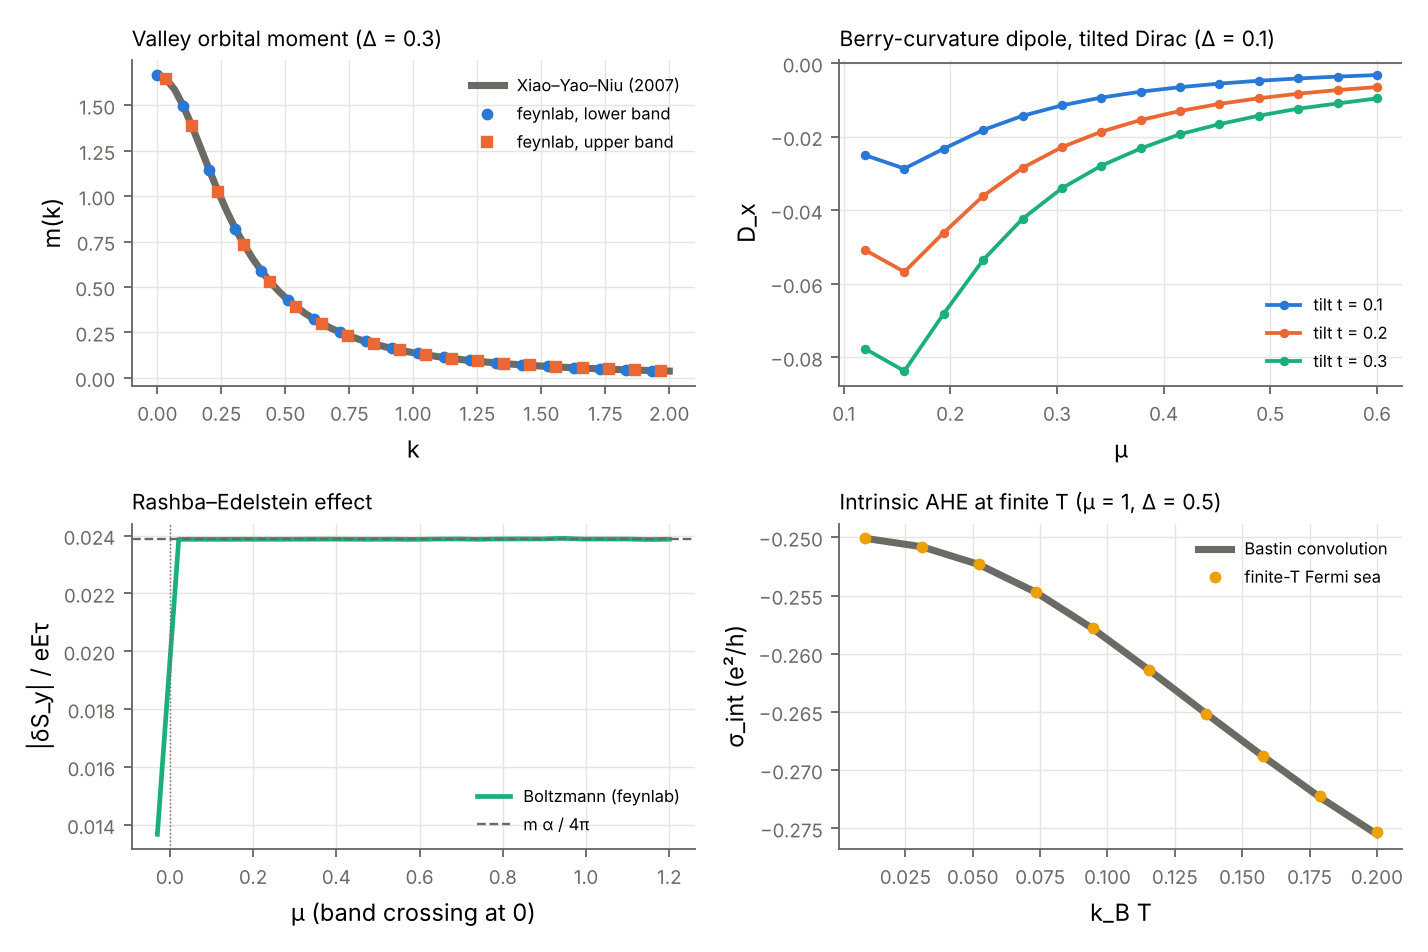 Valley orbital moment (Δ = 0.3)
Xiao–Yao–Niu (2007)
feynlab, lower band
feynlab, upper band
m(k)
1.50
1.25
1.00
0.75
0.50
0.25
0.00
0.00 0.25 0.50 0.75 1.00 1.25 1.50 1.75 2.00
k
Berry-curvature dipole, tilted Dirac (Δ = 0.1)
D_x
0.00
−0.02
−0.04
−0.06
−0.08
tilt t = 0.1
tilt t = 0.2
tilt t = 0.3
0.1 0.2 0.3 0.4 0.5 0.6
μ
Rashba–Edelstein effect
|δS_y| / eEτ
0.024
0.022
0.020
0.018
0.016
0.014
Boltzmann (feynlab)
m α / 4π
0.0 0.2 0.4 0.6 0.8 1.0 1.2
μ (band crossing at 0)
Intrinsic AHE at finite T (μ = 1, Δ = 0.5)
Bastin convolution
finite-T Fermi sea
σ_int (e²/h)
−0.250
−0.255
−0.260
−0.265
−0.270
−0.275
0.025 0.050 0.075 0.100 0.125 0.150 0.175 0.200
k_B T